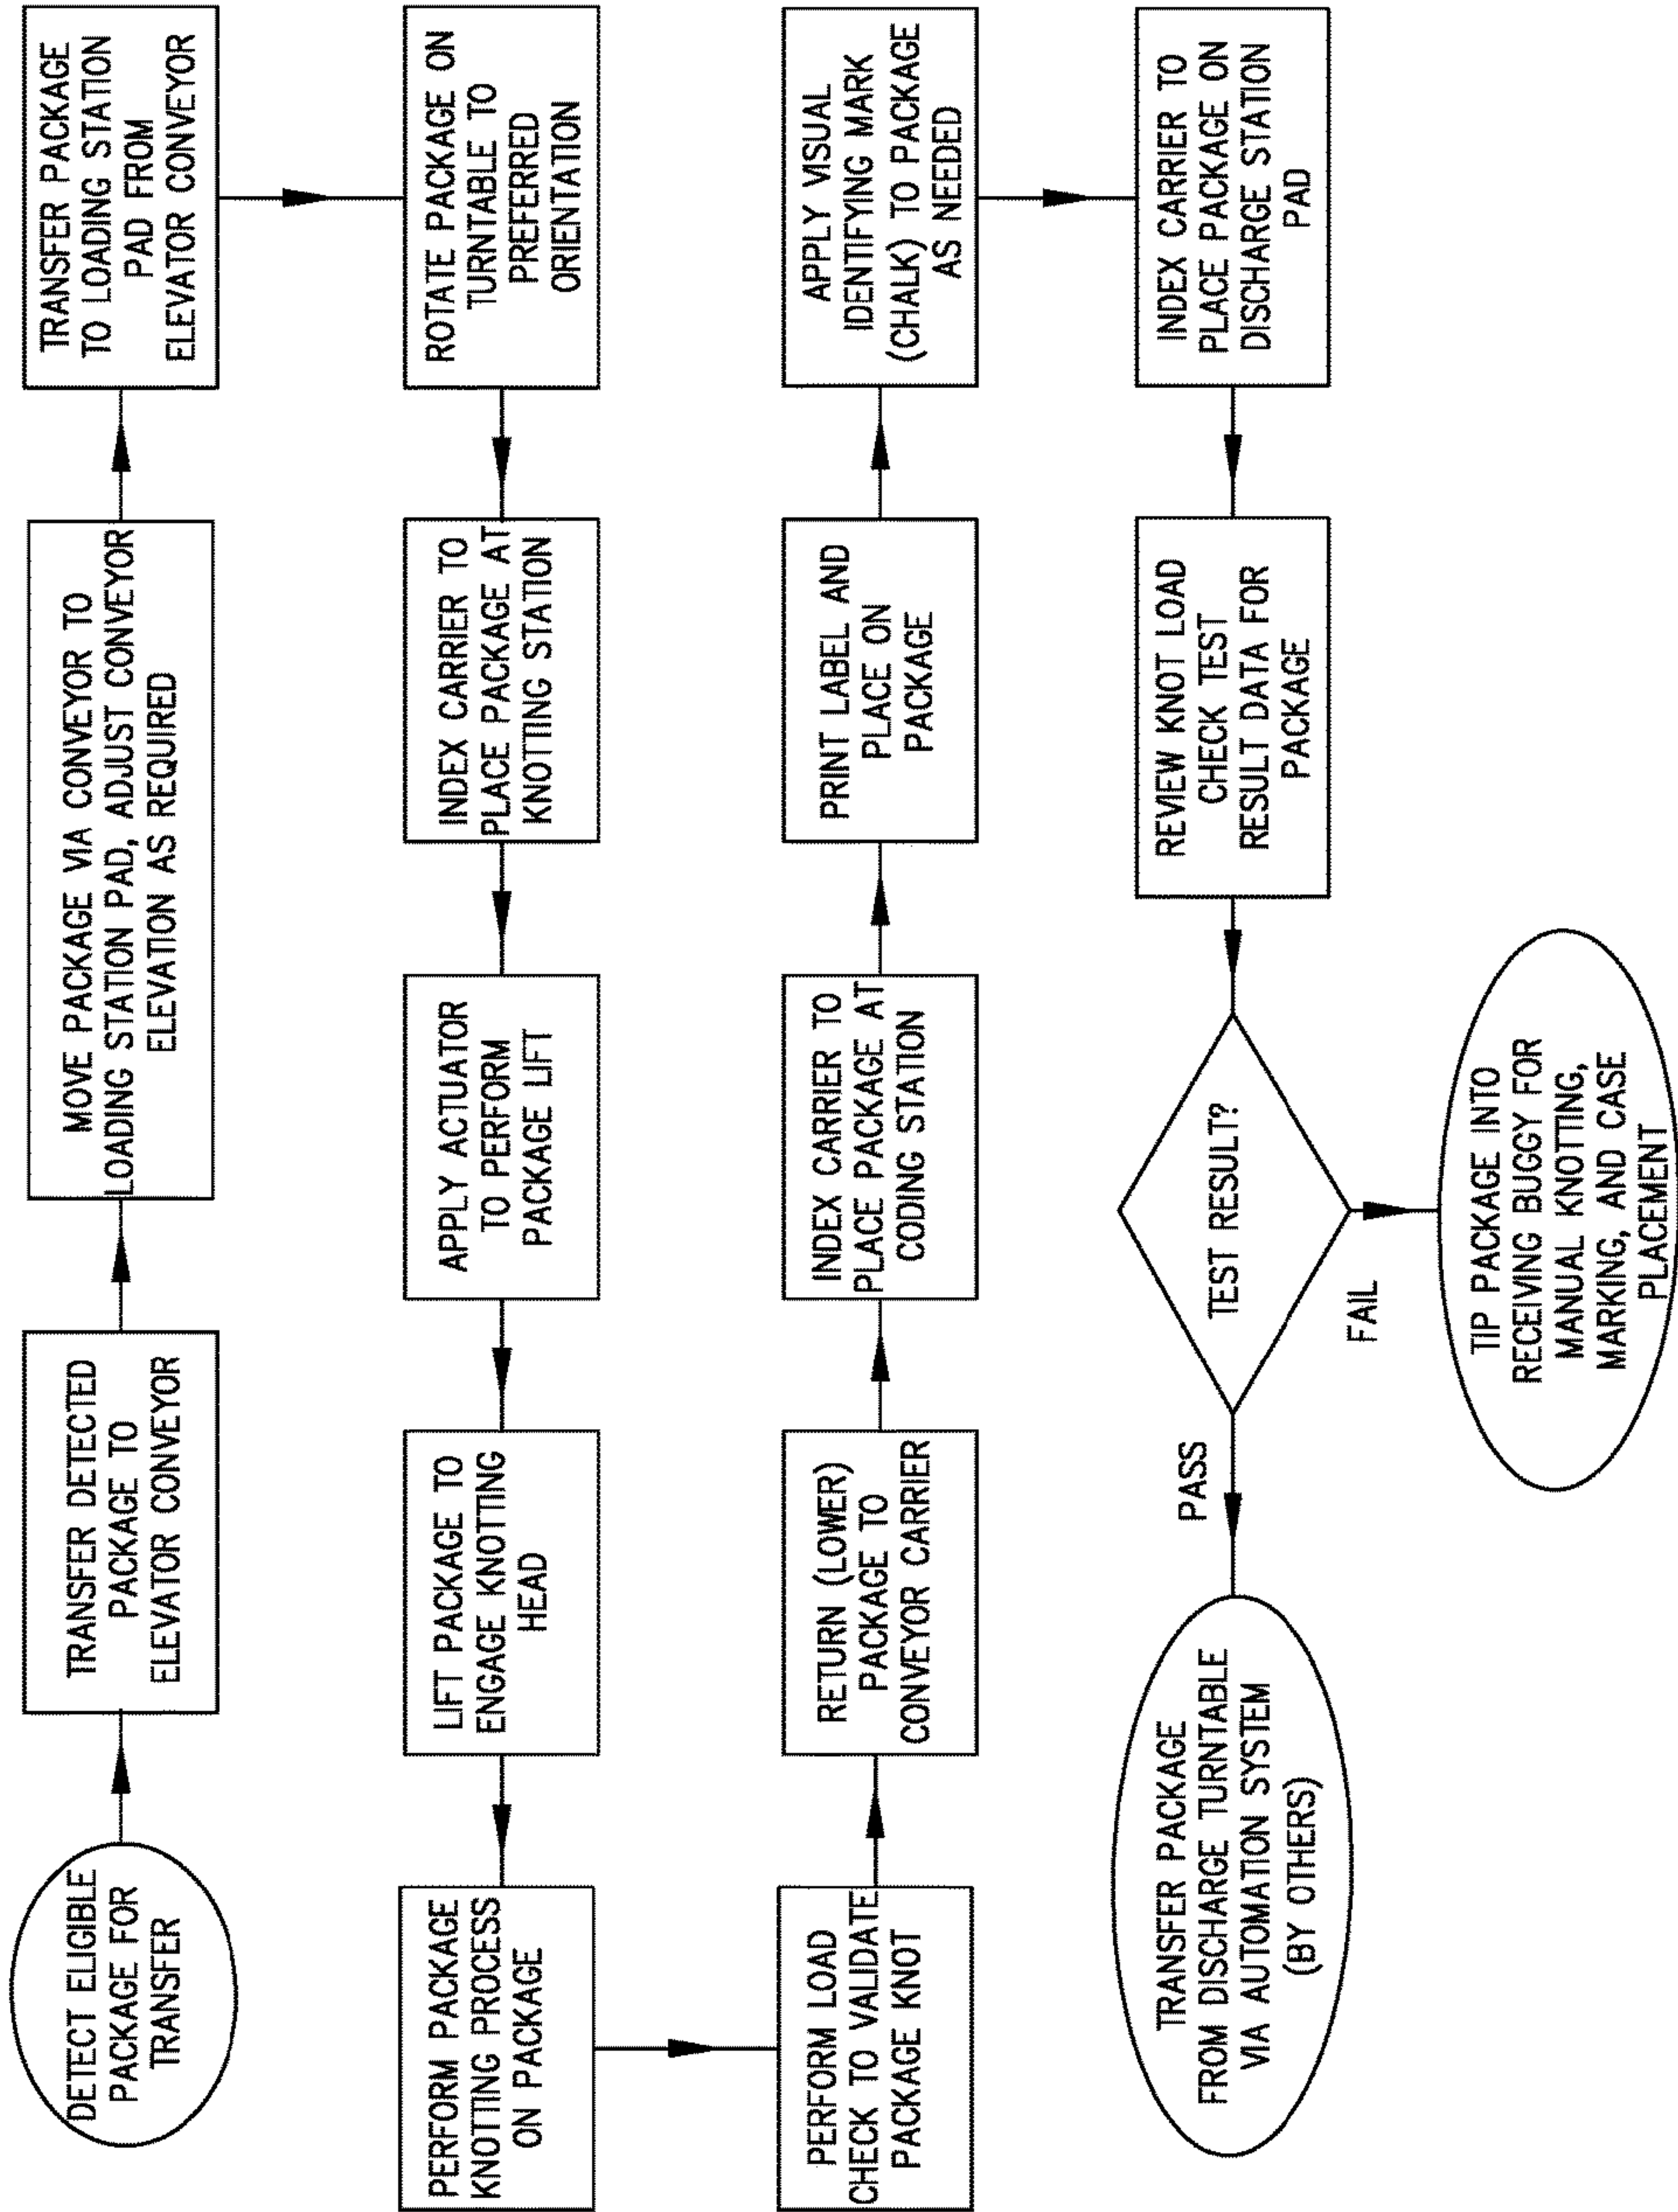 DETECT ELIGIBLE
PACKAGE FOR
TRANSFER
TRANSFER DETECTED
PACKAGE TO
ELEVATOR CONVEYOR
MOVE PACKAGE VIA CONVEYOR TO
LOADING STATION PAD, ADJUST CONVEYOR
ELEVATION AS REQUIRED
TRANSFER PACKAGE
TO LOADING STATION
PAD FROM
ELEVATOR CONVEYOR
ROTATE PACKAGE ON
TURNTABLE TO
PREFERRED
ORIENTATION
INDEX CARRIER TO
PLACE PACKAGE AT
KNOTTING STATION
APPLY ACTUATOR
TO PERFORM
PACKAGE LIFT
LIFT PACKAGE TO
ENGAGE KNOTTING
HEAD
PERFORM PACKAGE
KNOTTING PROCESS
ON PACKAGE
PERFORM LOAD
CHECK TO VALIDATE
PACKAGE KNOT
RETURN (LOWER)
PACKAGE TO
CONVEYOR CARRIER
INDEX CARRIER TO
PLACE PACKAGE AT
CODING STATION
PRINT LABEL AND
PLACE ON
PACKAGE
APPLY VISUAL
IDENTIFYING MARK
(CHALK) TO PACKAGE
AS NEEDED
INDEX CARRIER TO
PLACE PACKAGE ON
DISCHARGE STATION
PAD
REVIEW KNOT LOAD
CHECK TEST
RESULT DATA FOR
PACKAGE
TEST RESULT?
PASS
TRANSFER PACKAGE
FROM DISCHARGE TURNTABLE
VIA AUTOMATION SYSTEM
(BY OTHERS)
FAIL
TIP PACKAGE INTO
RECEIVING BUGGY FOR
MANUAL KNOTTING,
MARKING, AND CASE
PLACEMENT